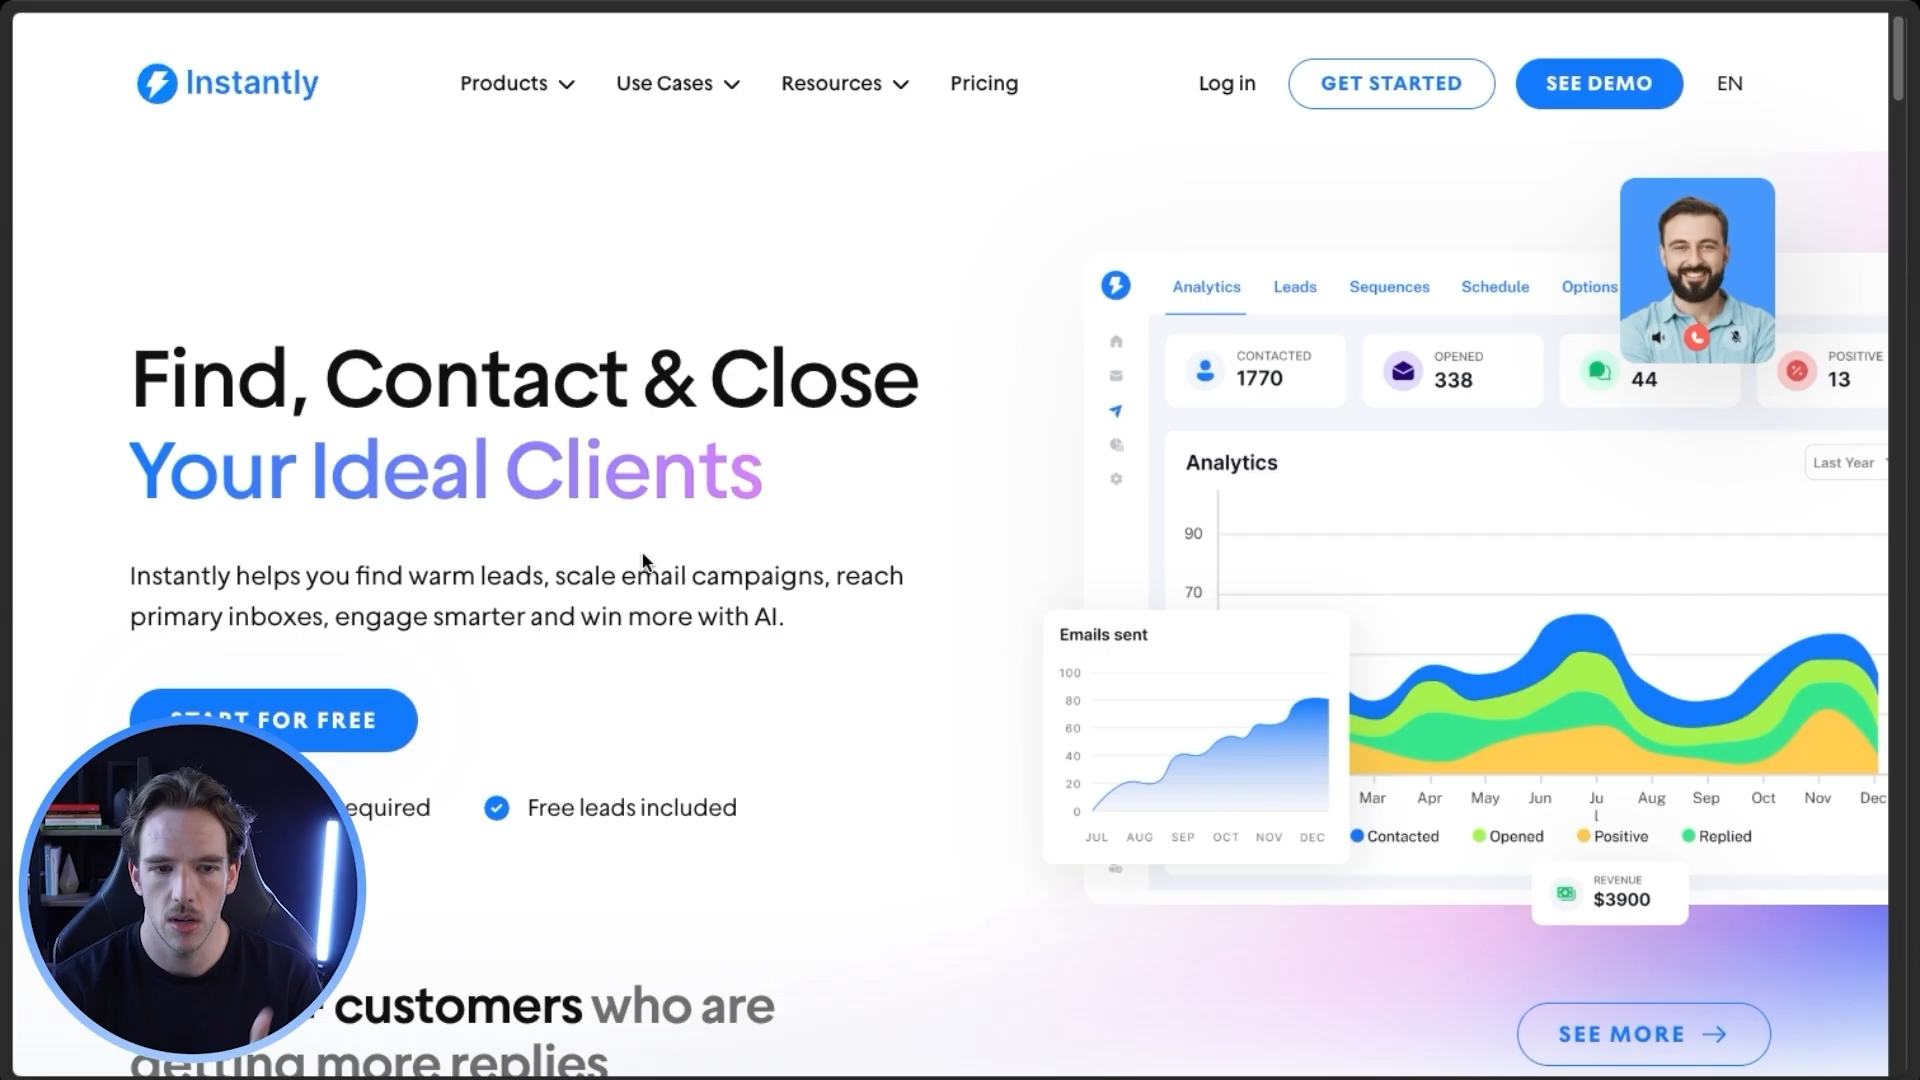 Instantly
Products
Use Cases
Resources
Pricing
Log in
GET STARTED
SEE DEMO
EN
Find, Contact & Close
Your Ideal Clients
Instantly helps you find warm leads, scale email campaigns, reach
primary inboxes, engage smarter and win more with AI.
START FOR FREE
Free leads included
customers who are
getting more replies
Analytics
Leads
Sequences
Schedule
Options
CONTACTED
1770
OPENED
338
44
POSITIVE
13
Analytics
Last Year
90
70
Emails sent
100
80
60
40
20
0
JUL AUG SEP OCT NOV DEC
Mar Apr May Jun Ju Aug Sep Oct Nov Dec
l
Contacted Opened Positive Replied
REVENUE
$3900
SEE MORE